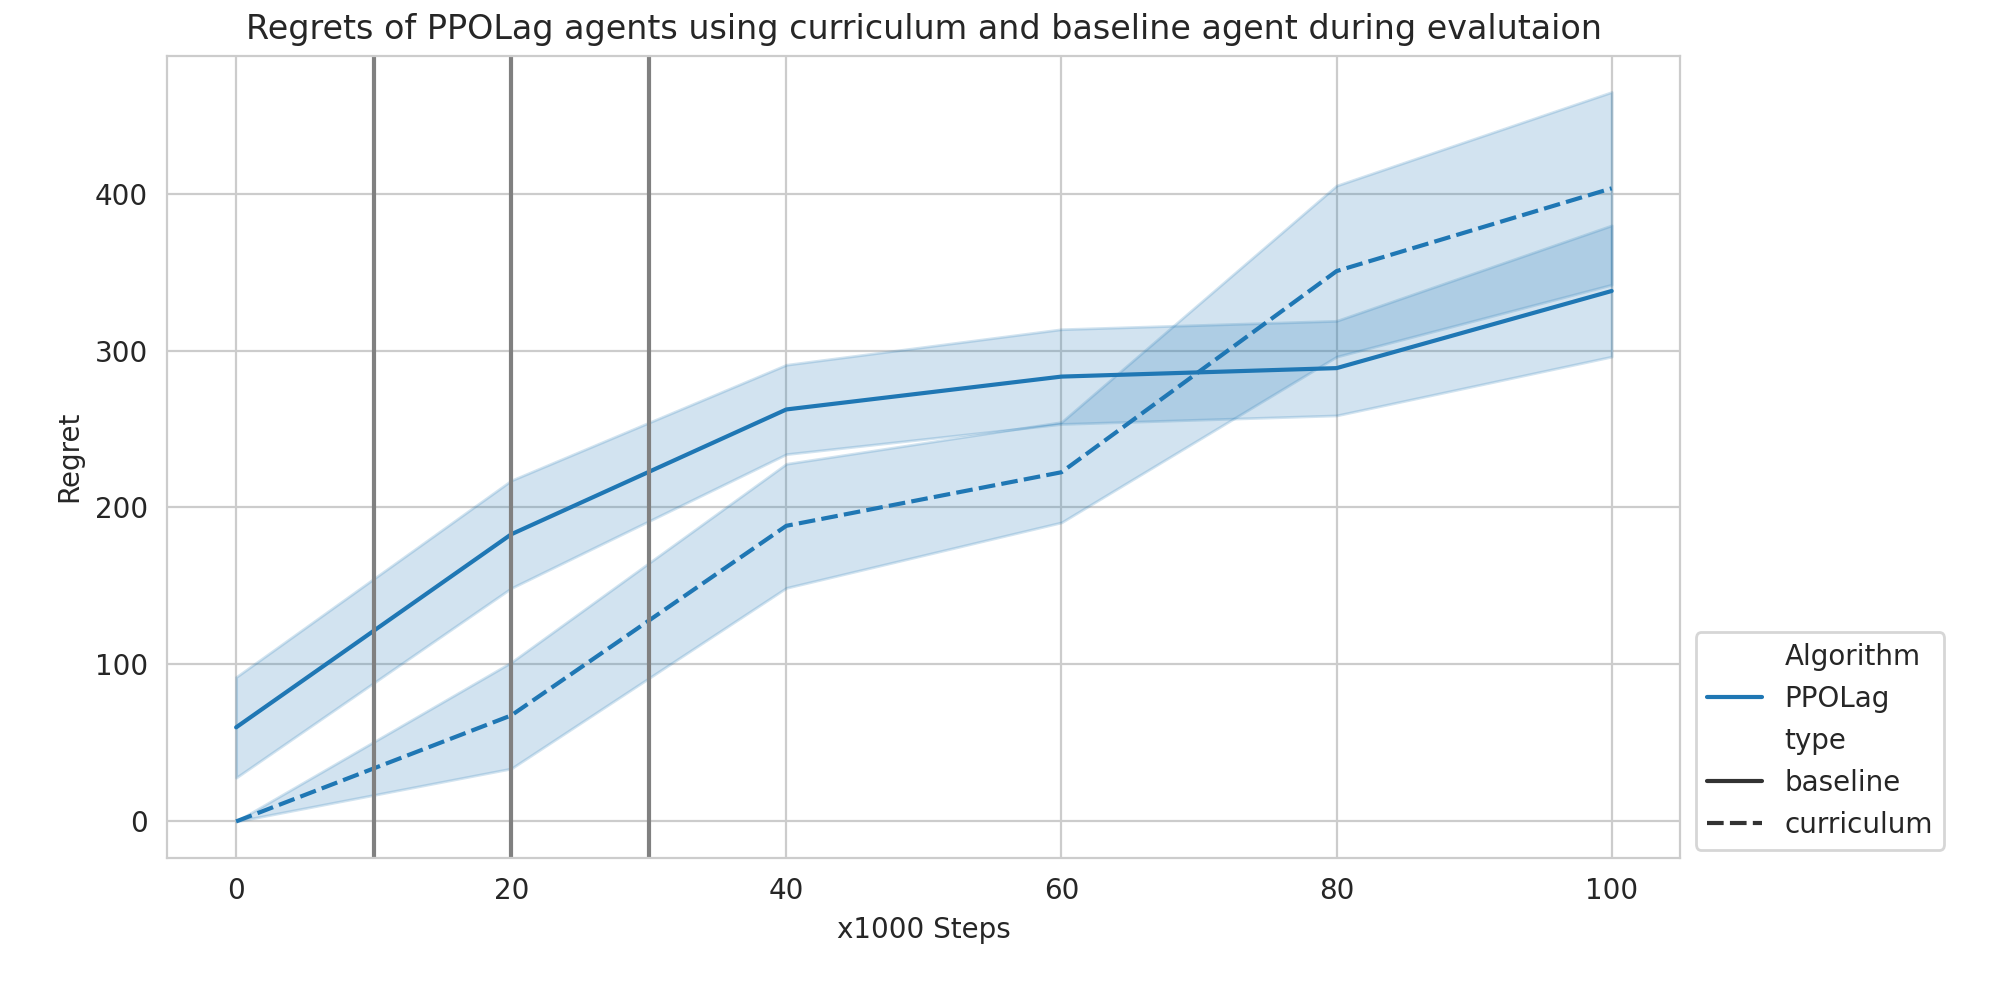 Regrets of PPOLag agents using curriculum and baseline agent during evalutaion
400
300
200
100
0
Regret
0 20 40 60 80 100
x1000 Steps
Algorithm
PPOLag
type
baseline
curriculum